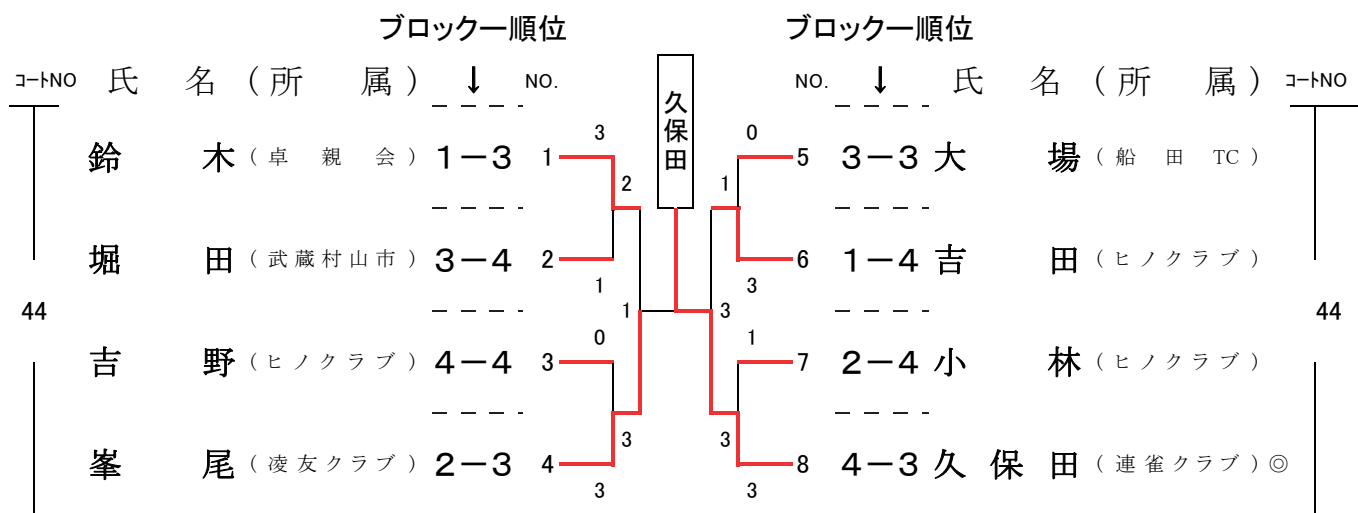 ブロックー順位 ブロックー順位
コートNO 氏 名 (所 属) ↓ NO. 久保田 NO. ↓ 氏 名 (所 属) コートNO
鈴 木 (卓 親 会) 1-3 1 3 0 5 3-3 大 場 (船 田 TC)
2 1
堀 田 (武蔵村山市) 3-4 2 1 3 6 1-4 吉 田 (ヒノクラブ)
44 1 3 44
吉 野 (ヒノクラブ) 4-4 3 0 1 7 2-4 小 林 (ヒノクラブ)
3 3
峯 尾 (凌友クラブ) 2-3 4 3 3 8 4-3 久 保 田 (連雀クラブ) ◎